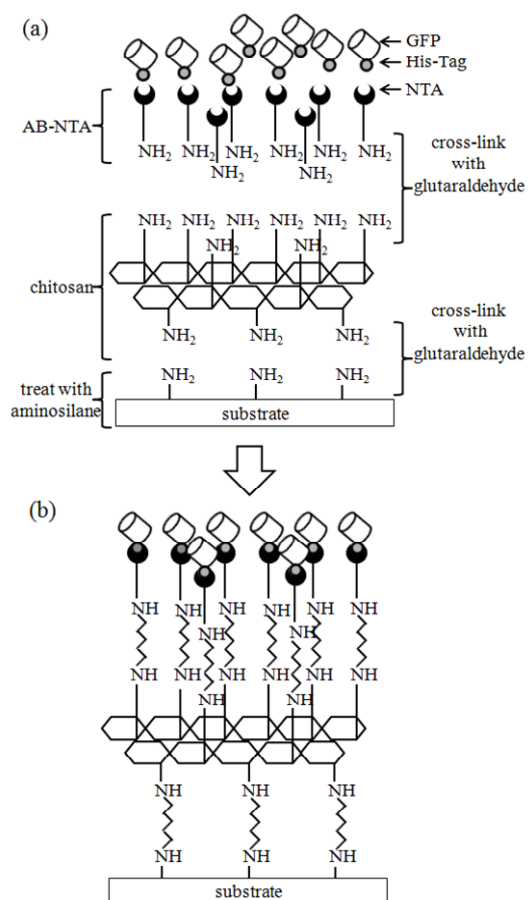 (a)
GFP
His-Tag
NTA
AB-NTA
NH2 NH2 NH2 NH2 NH2 NH2
NH2 NH2
cross-link
with
glutaraldehyde
NH2 NH2 NH2 NH2 NH2 NH2
NH2 NH2
chitosan
NH2 NH2 NH2
cross-link
with
glutaraldehyde
treat with
aminosilane
NH2 NH2 NH2
substrate
(b)
NH NH NH NH NH NH
NH NH
NH NH NH NH NH NH
NH NH
NH NH NH
NH NH NH
substrate